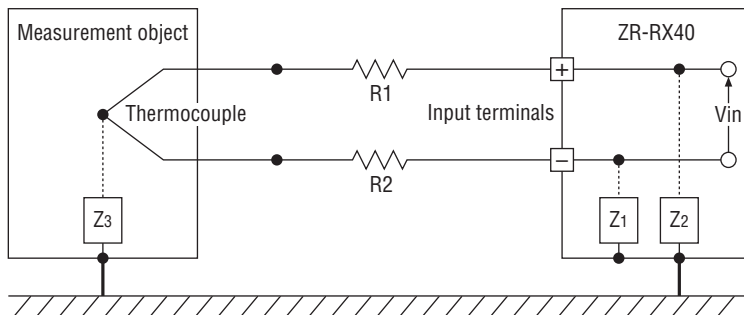 Measurement object
ZR-RX40
+
R1
Thermocouple
Input terminals
Vin
−
R2
Z3
Z1
Z2